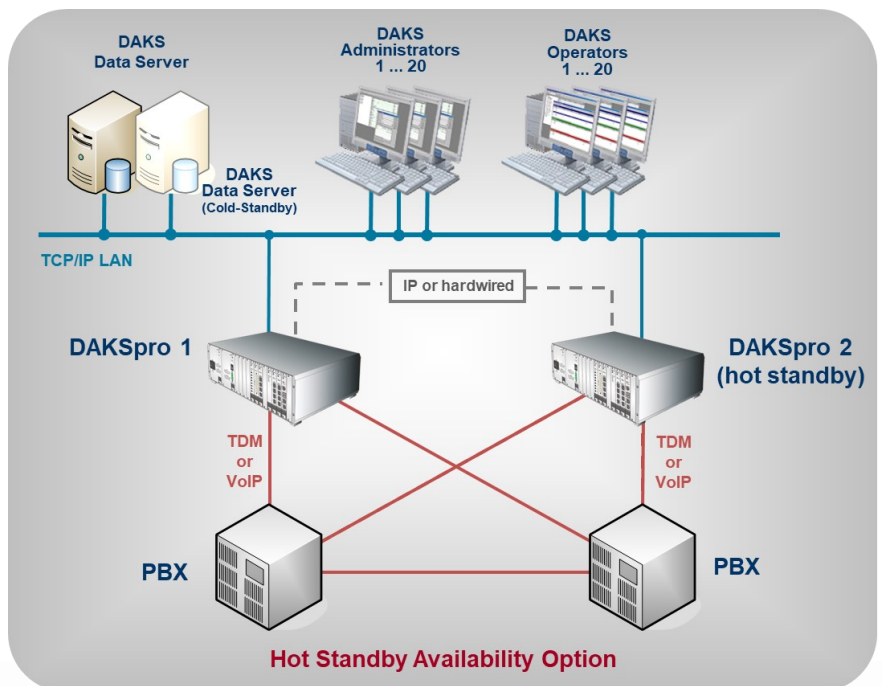 DAKS
Data Server
DAKS
Administrators
1 ... 20
DAKS
Operators
1 ... 20
DAKS
Data Server
(Cold-Standby)
TCP/IP LAN
IP or hardwired
DAKSpro 1
DAKSpro 2
(hot standby)
TDM
or
VoIP
TDM
or
VoIP
PBX
PBX
Hot Standby Availability Option